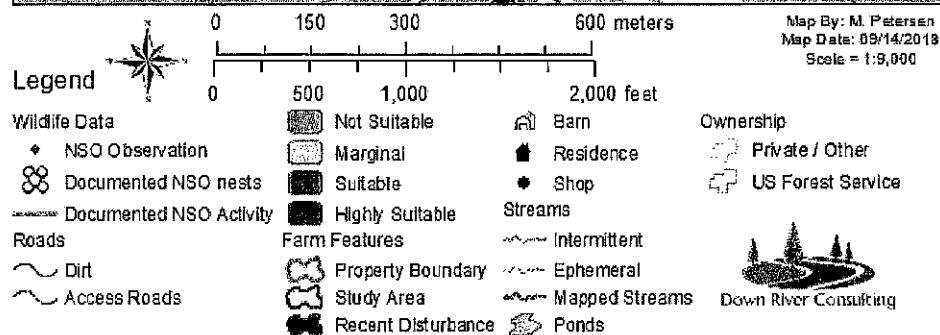 0 150 300 600 meters
0 500 1,000 2,000 feet
Map By: M. Petersen
Map Date: 09/14/2018
Scale = 1:9,000
N
S
Legend
Wildlife Data
NSO Observation
Documented NSO nests
Documented NSO Activity
Roads
Dirt
Access Roads
Not Suitable
Marginal
Suitable
Highly Suitable
Farm Features
Property Boundary
Study Area
Recent Disturbance
Barn
Residence
Shop
Streams
Intermittent
Ephemeral
Mapped Streams
Ponds
Ownership
Private / Other
US Forest Service
Down River Consulting